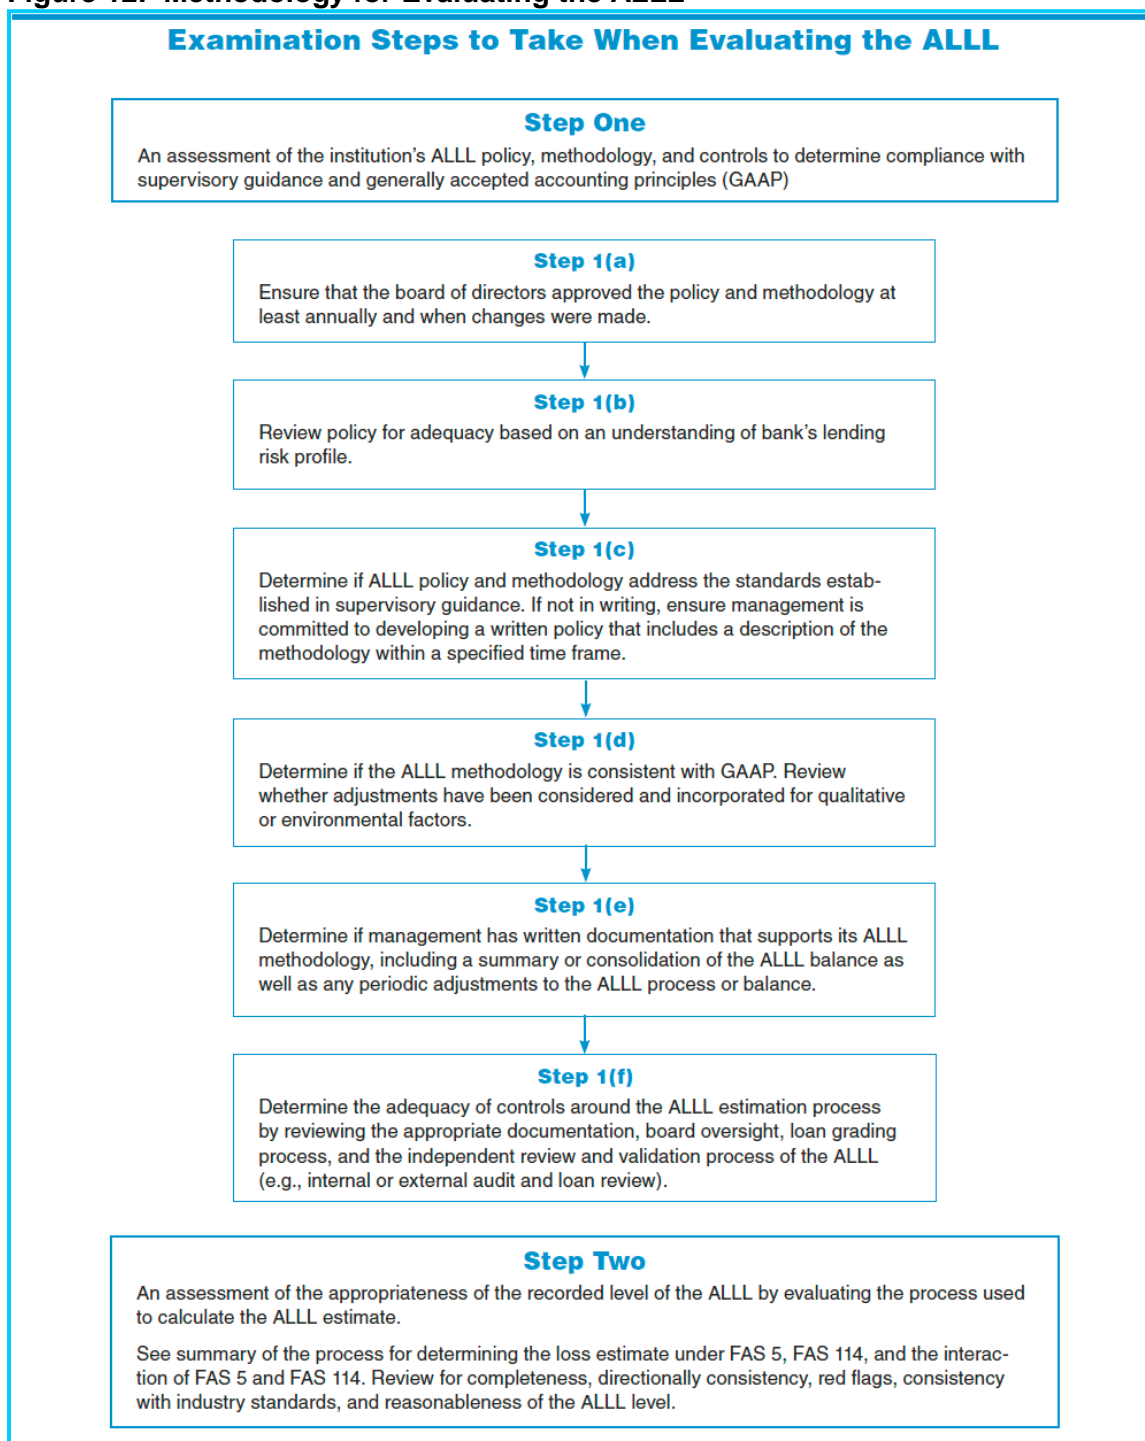 Figure 12. Methodology for Evaluating the ALLL
Examination Steps to Take When Evaluating the ALLL
Step One
An assessment of the institution's ALLL policy, methodology, and controls to determine compliance with
supervisory guidance and generally accepted accounting principles (GAAP)
Step 1(a)
Ensure that the board of directors approved the policy and methodology at
least annually and when changes were made.
Step 1(b)
Review policy for adequacy based on an understanding of bank's lending
risk profile.
Step 1(c)
Determine if ALLL policy and methodology address the standards estab-
lished in supervisory guidance. If not in writing, ensure management is
committed to developing a written policy that includes a description of the
methodology within a specified time frame.
Step 1(d)
Determine if the ALLL methodology is consistent with GAAP. Review
whether adjustments have been considered and incorporated for qualitative
or environmental factors.
Step 1(e)
Determine if management has written documentation that supports its ALLL
methodology, including a summary or consolidation of the ALLL balance as
well as any periodic adjustments to the ALLL process or balance.
Step 1(f)
Determine the adequacy of controls around the ALLL estimation process
by reviewing the appropriate documentation, board oversight, loan grading
process, and the independent review and validation process of the ALLL
(e.g., internal or external audit and loan review).
Step Two
An assessment of the appropriateness of the recorded level of the ALLL by evaluating the process used
to calculate the ALLL estimate.
See summary of the process for determining the loss estimate under FAS 5, FAS 114, and the interac-
tion of FAS 5 and FAS 114. Review for completeness, directionally consistency, red flags, consistency
with industry standards, and reasonableness of the ALLL level.